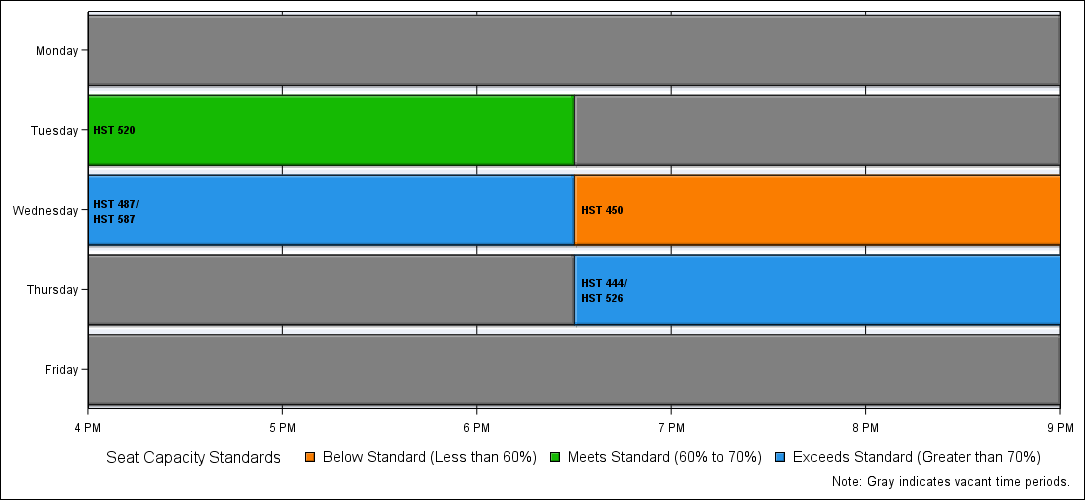 Monday
Tuesday
HST 520
Wednesday
HST 487/
HST 587
HST 450
Thursday
HST 444/
HST 526
Friday
4 PM 5 PM 6 PM 7 PM 8 PM 9 PM
Seat Capacity Standards Below Standard (Less than 60%) Meets Standard (60% to 70%) Exceeds Standard (Greater than 70%)
Note: Gray indicates vacant time periods.